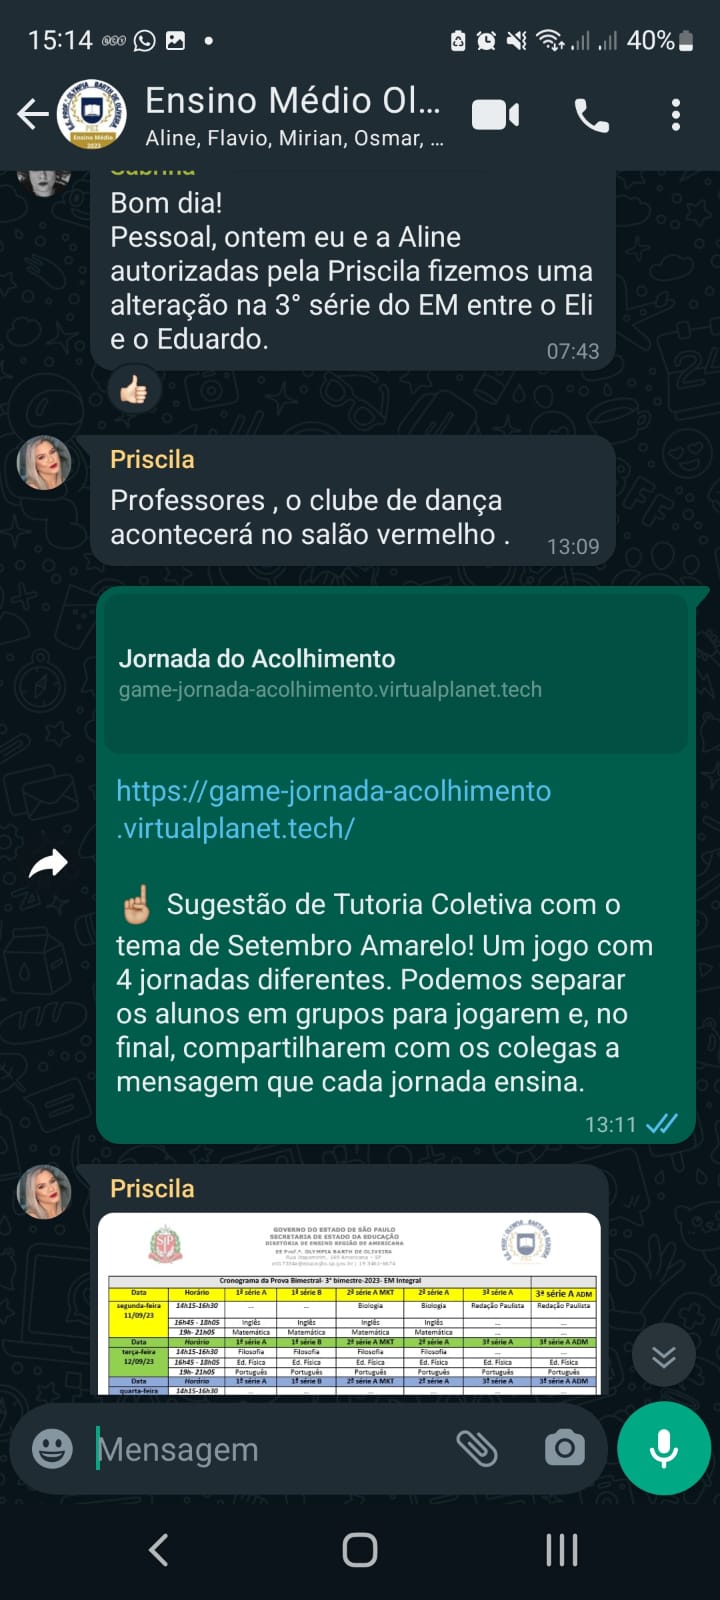 15:14
40%
Ensino Médio Ol...
Aline, Flavio, Mirian, Osmar, ...
Sabrina
Bom dia!
Pessoal, ontem eu e a Aline
autorizadas pela Priscila fizemos uma
alteração na 3° série do EM entre o Eli
e o Eduardo.
07:43
Priscila
Professores , o clube de dança
acontecerá no salão vermelho .
13:09
Jornada do Acolhimento
game-jornada-acolhimento.virtualplanet.tech
https://game-jornada-acolhimento
.virtualplanet.tech/
Sugestão de Tutoria Coletiva com o
tema de Setembro Amarelo! Um jogo com
4 jornadas diferentes. Podemos separar
os alunos em grupos para jogarem e, no
final, compartilharem com os colegas a
mensagem que cada jornada ensina.
13:11
Priscila
GOVERNO DO ESTADO DE SÃO PAULO
SECRETARIA DE ESTADO DA EDUCAÇÃO
DIRETORIA DE ENSINO REGIÃO DE AMERICANA
EE Prof.ª. OLYMPIA BARTH DE OLIVEIRA
Cronograma da Prova Bimestral- 3° bimestre-2023- EM Integral
Data Horário 1ª série A 1ª série B 2ª série A MKT 2ª série A 3ª série A 3ª série A ADM
segunda-feira 14h15-16h30 ... ... Biologia Biologia Redação Paulista Redação Paulista
11/09/23
16h45 - 18h05 Inglês Inglês Inglês Inglês ... ...
19h- 21h05 Matemática Matemática Matemática Matemática ... ...
Data Horário 1ª série A 1ª série B 2ª série A MKT 2ª série A 3ª série A 3ª série A ADM
terça-feira 14h15-16h30 Filosofia Filosofia Filosofia Filosofia ... ...
12/09/23 16h45 - 18h05 Ed. Física Ed. Física Ed. Física Ed. Física Ed. Física Ed. Física
19h- 21h05 Português Português Português Português Português Português
Data Horário 1ª série A 1ª série B 2ª série A MKT 2ª série A 3ª série A 3ª série A ADM
quarta-feira 14h15-16h30 ... ... ... ... ... ...
Mensagem